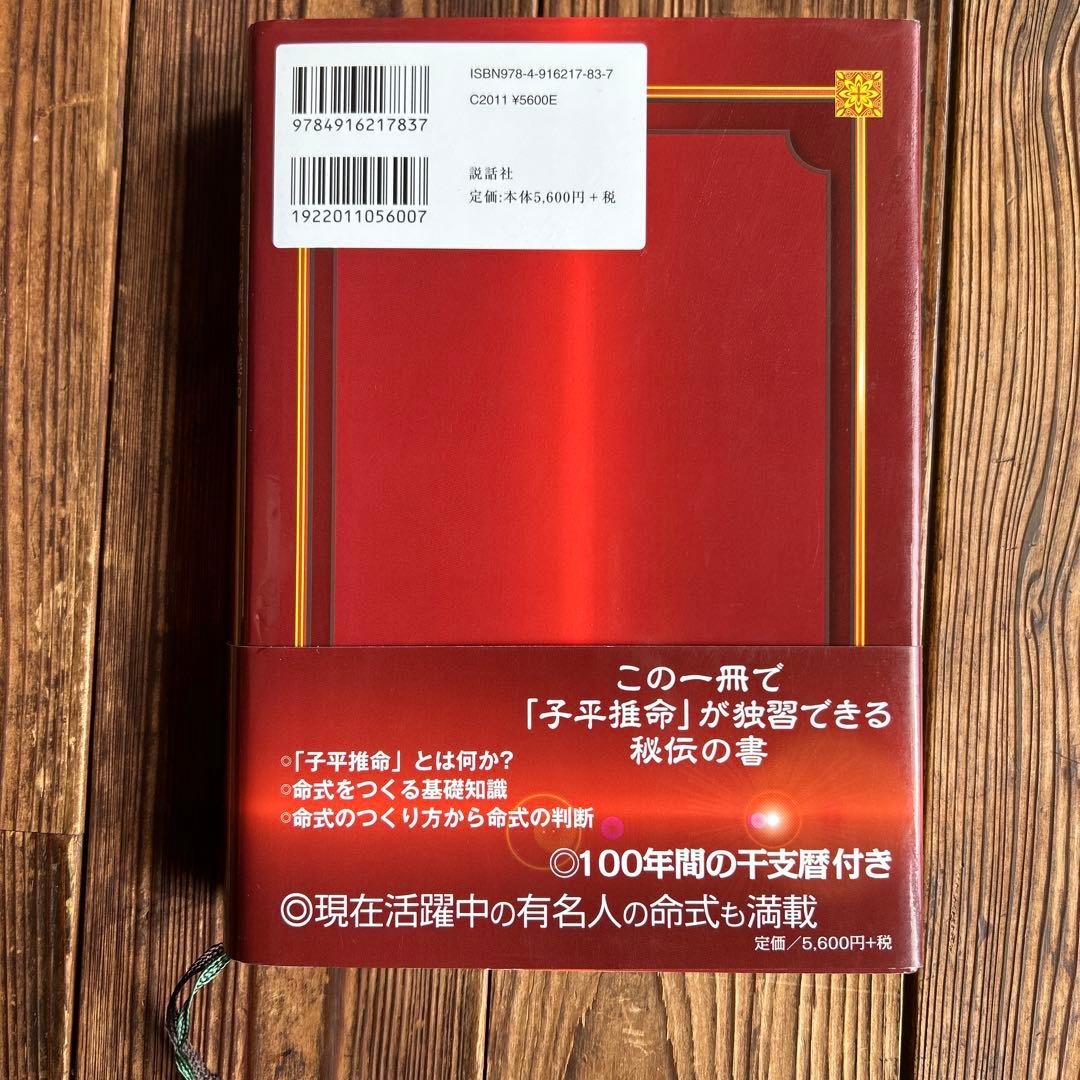 ISBN978-4-916217-83-7
C2011 ¥5600E
9784916217837
1922011056007
説話社
定価:本体5,600円+税
この一冊で
「子平推命」が独習できる
秘伝の書
◎「子平推命」とは何か?
◎命式をつくる基礎知識
◎命式のつくり方から命式の判断
◎100年間の干支暦付き
◎現在活躍中の有名人の命式も満載
定価/5,600円+税